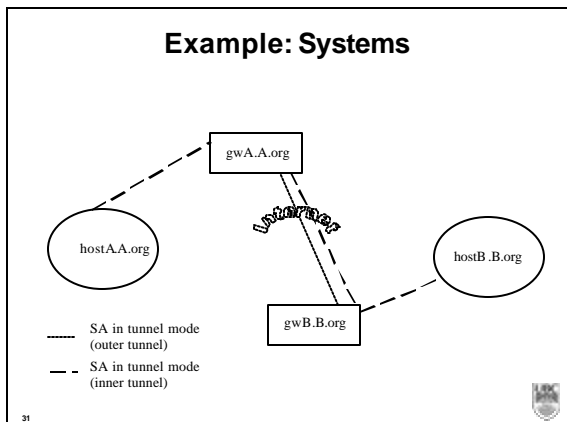 Example: Systems
gwA.A.org
Internet
hostA.A.org
hostB.B.org
gwB.B.org
SA in tunnel mode
(outer tunnel)
SA in tunnel mode
(inner tunnel)
31
UBC